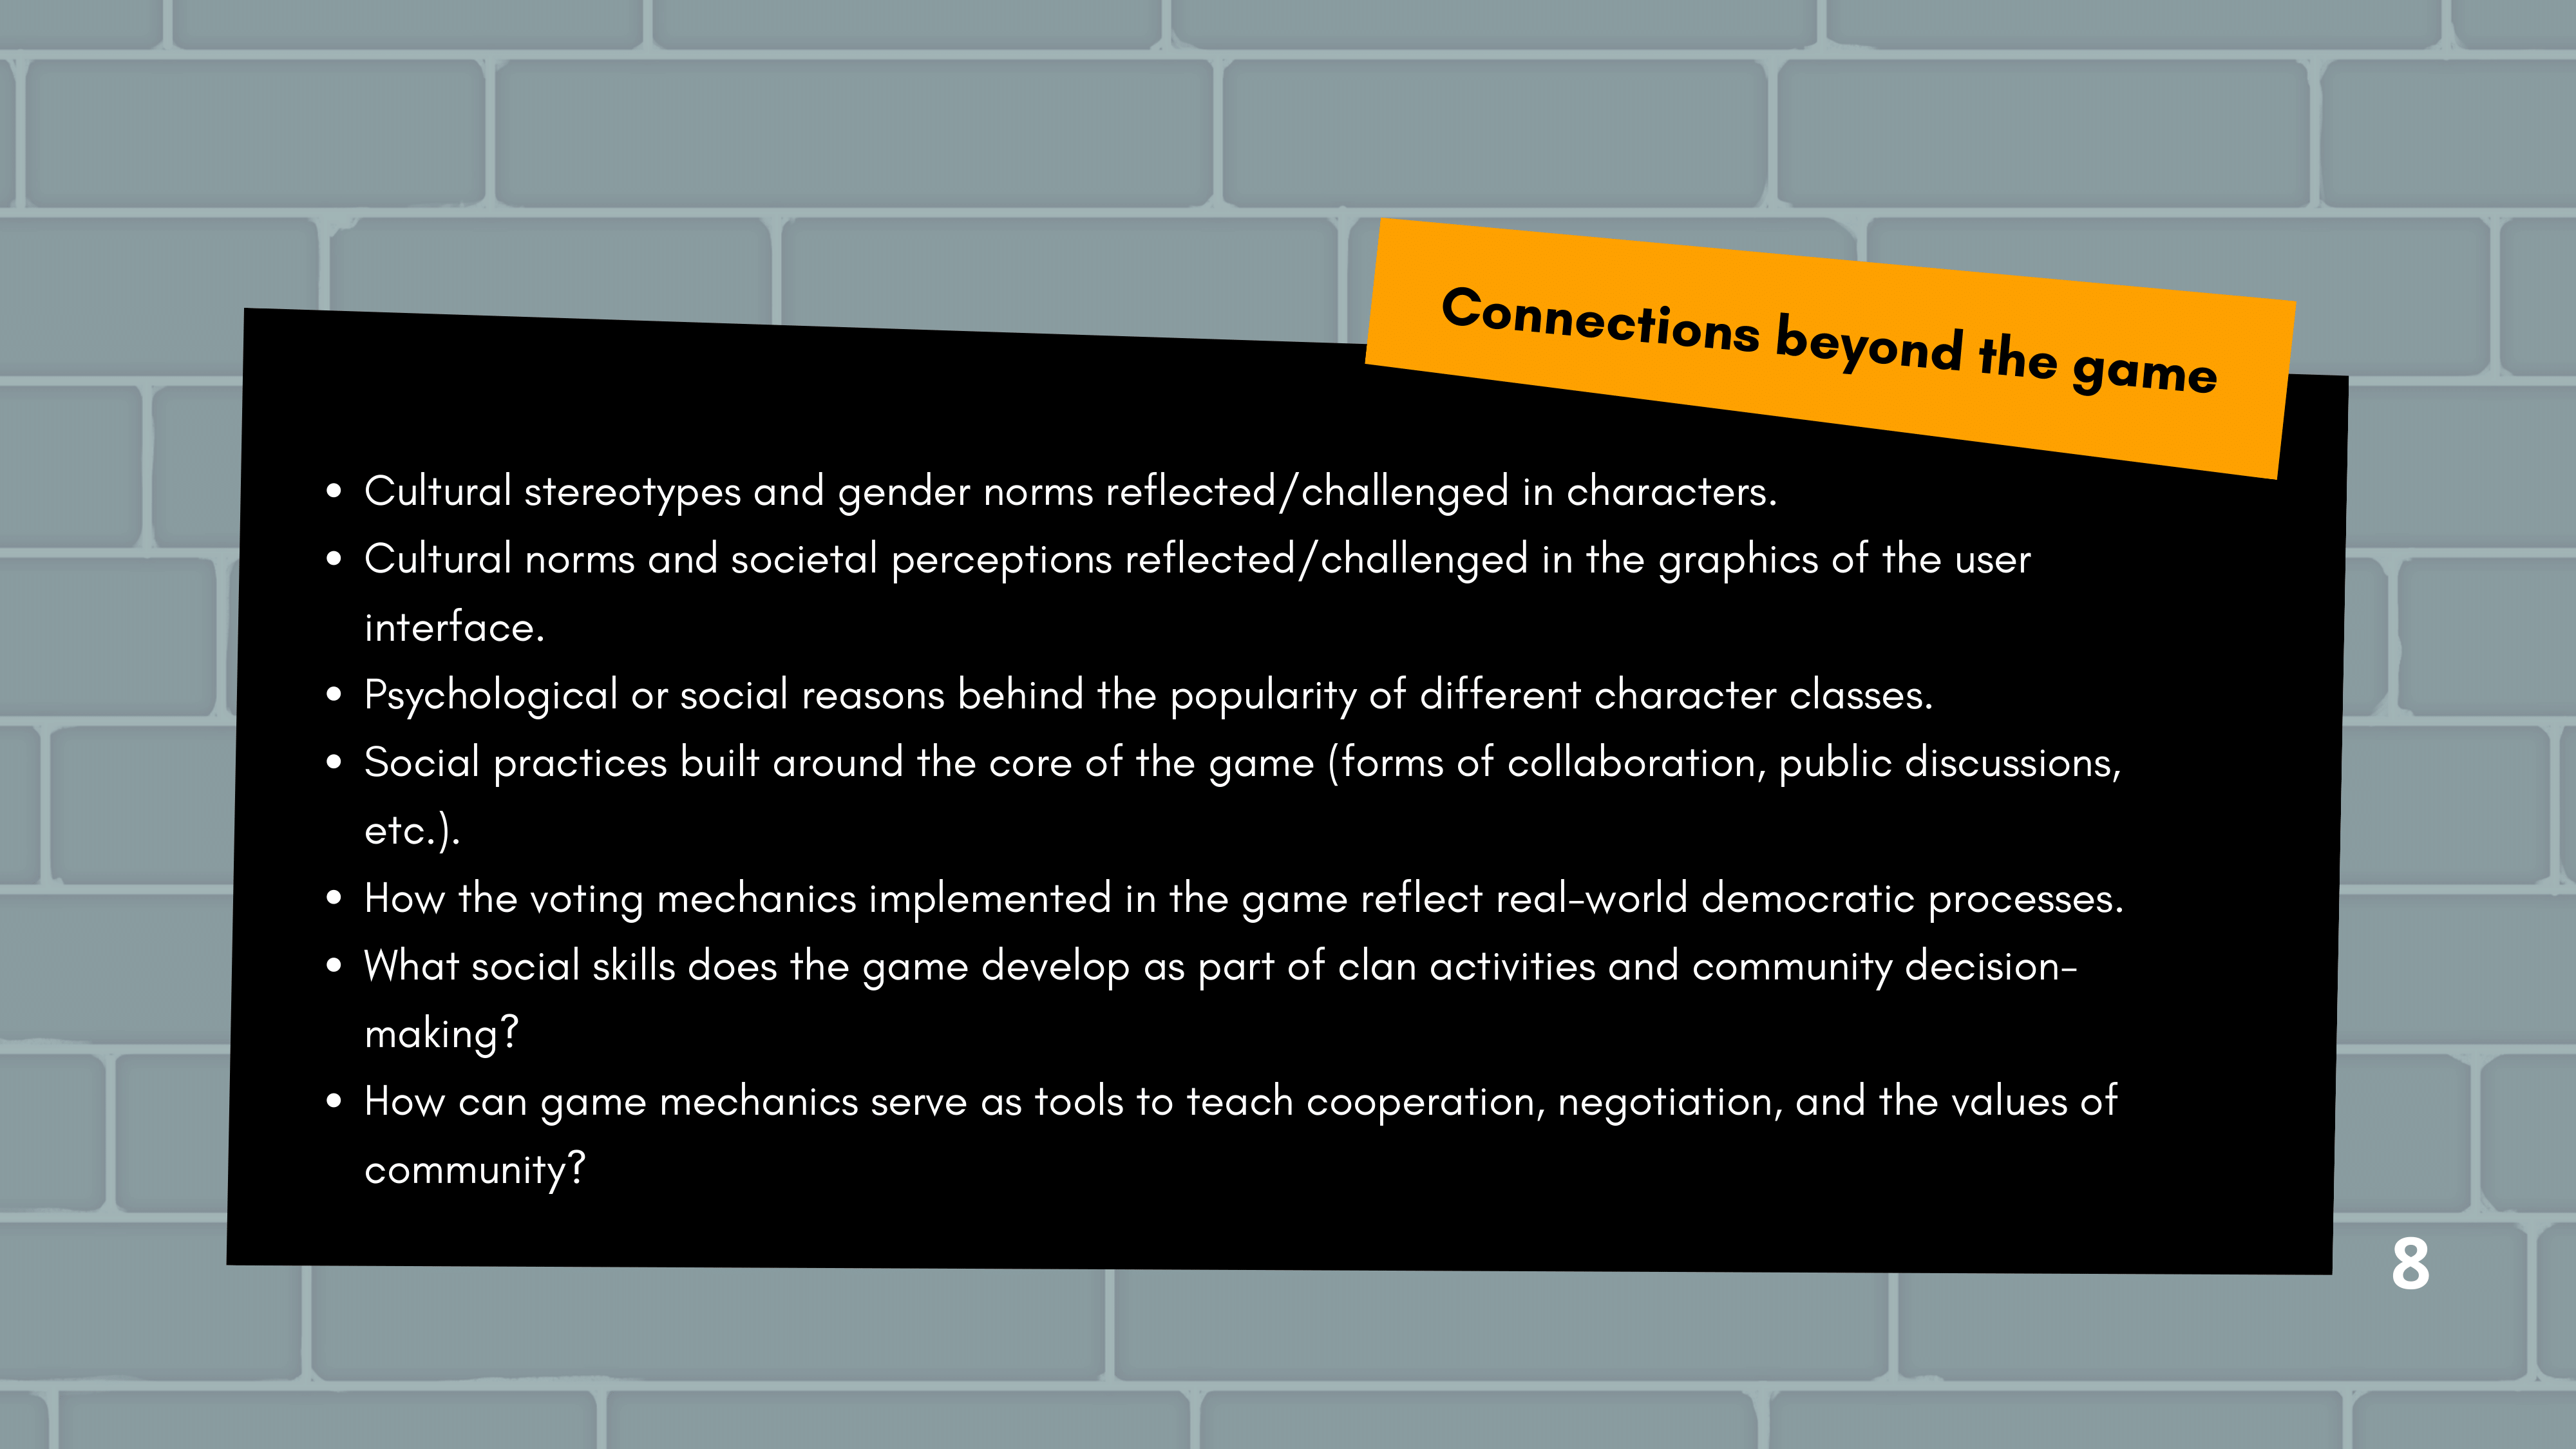 Connections beyond the game
• Cultural stereotypes and gender norms reflected/challenged in characters.
• Cultural norms and societal perceptions reflected/challenged in the graphics of the user
interface.
• Psychological or social reasons behind the popularity of different character classes.
• Social practices built around the core of the game (forms of collaboration, public discussions,
etc.).
• How the voting mechanics implemented in the game reflect real-world democratic processes.
• What social skills does the game develop as part of clan activities and community decision-
making?
• How can game mechanics serve as tools to teach cooperation, negotiation, and the values of
community?
8